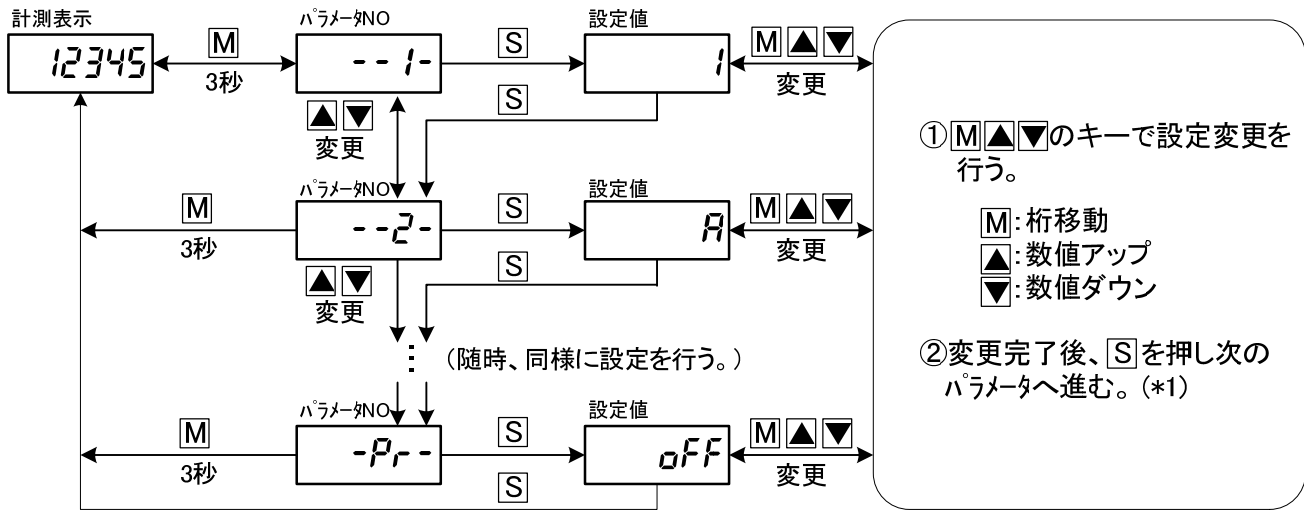 計測表示
12345
M
3秒
パラメータNO
--1-
S
設定値
1
M▲▼
変更
S
▲▼
変更
パラメータNO
--2-
M
3秒
S
設定値
A
M▲▼
変更
S
▲▼
変更
(随時、同様に設定を行う。)
パラメータNO
-Pr-
M
3秒
S
設定値
oFF
M▲▼
変更
S
①M▲▼のキーで設定変更を
行う。
M:桁移動
▲:数値アップ
▼:数値ダウン
②変更完了後、Sを押し次の
パラメータへ進む。(*1)